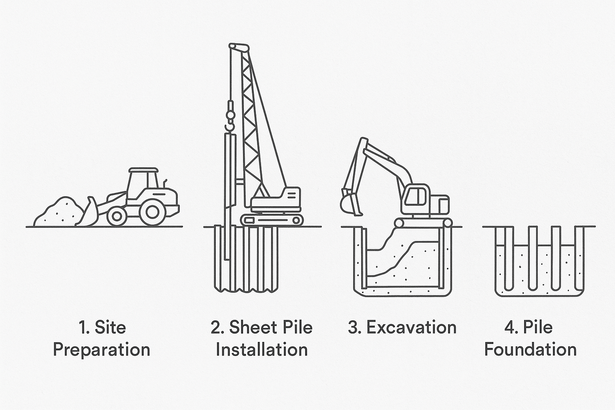 1. Site
Preparation
2. Sheet Pile
Installation
3. Excavation
4. Pile
Foundation